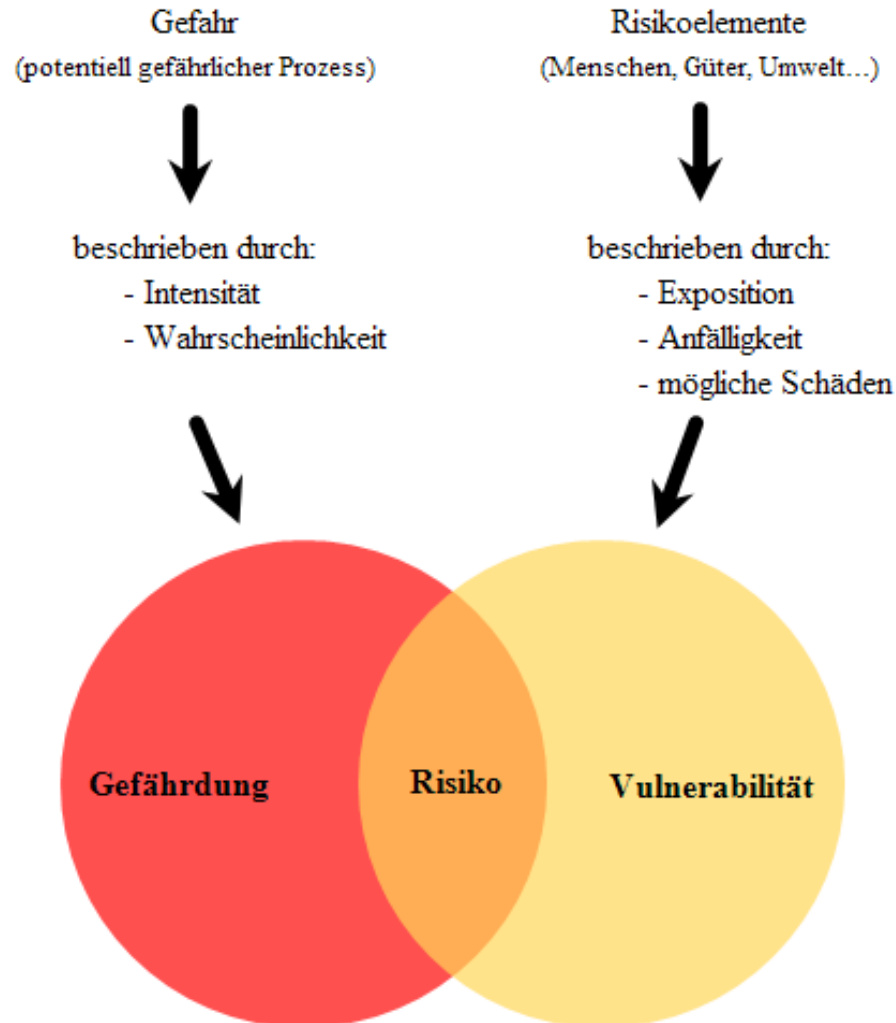 Gefahr
(potentiell gefährlicher Prozess)
beschrieben durch:
- Intensität
- Wahrscheinlichkeit
Risikoelemente
(Menschen, Güter, Umwelt...)
beschrieben durch:
- Exposition
- Anfälligkeit
- mögliche Schäden
Gefährdung
Risiko
Vulnerabilität